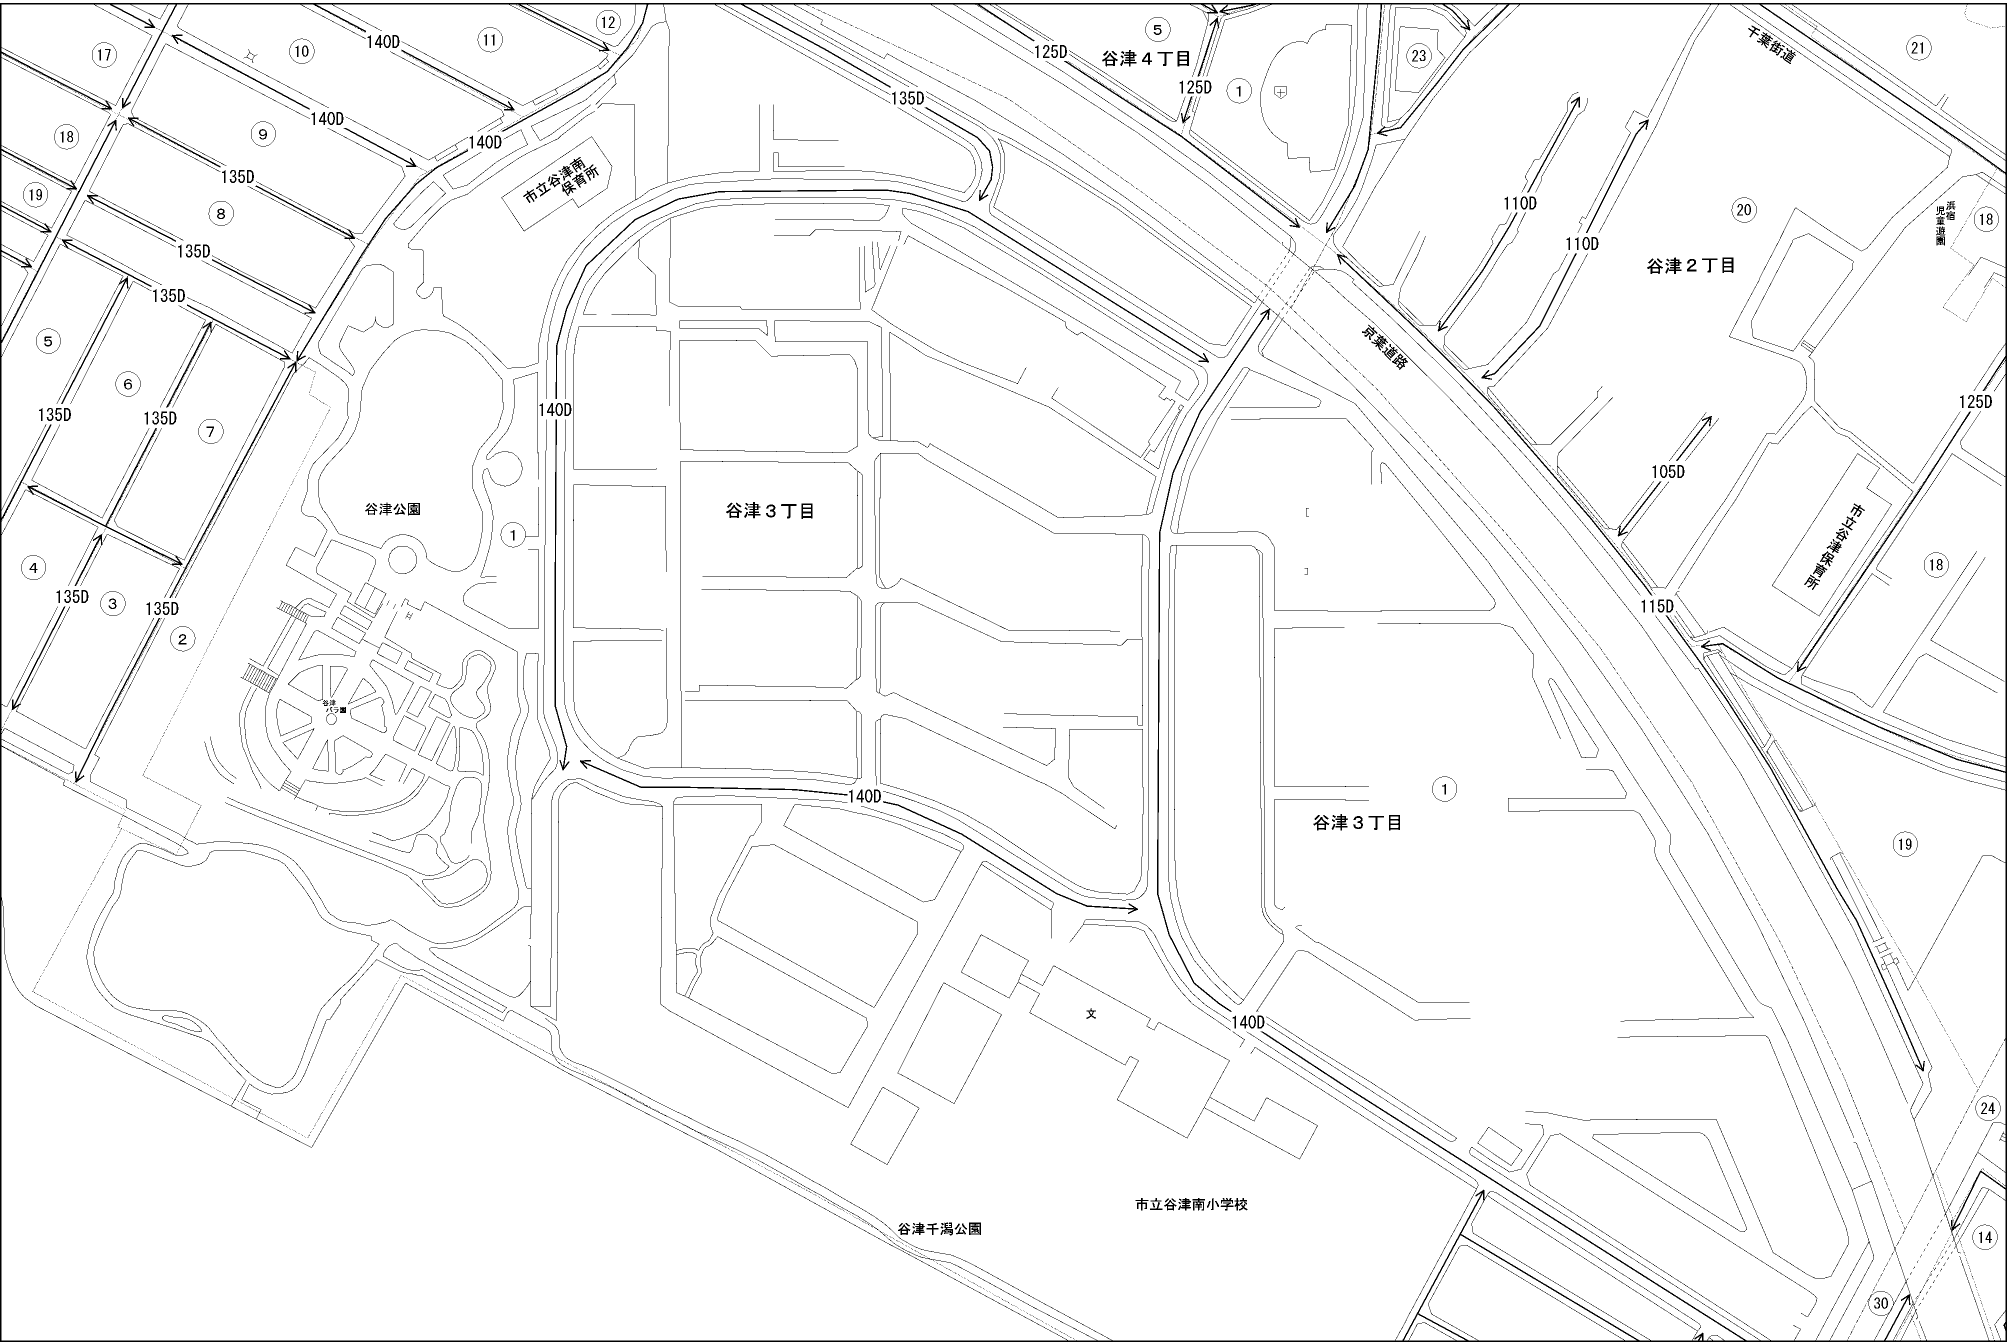 12
5
谷津４丁目
125D
23
千葉街道
21
17
10
140D
11
1
125D
135D
140D
140D
9
18
135D
市立谷津南
保育所
19
8
135D
110D
110D
20
浜宿
児童遊園
18
谷津２丁目
135D
5
京葉道路
6
135D
135D
7
140D
125D
105D
谷津公園
1
谷津３丁目
市立谷津保育所
4
135D
3
135D
2
18
115D
谷津
バラ園
140D
1
谷津３丁目
19
文
140D
24
市立谷津南小学校
谷津干潟公園
14
30